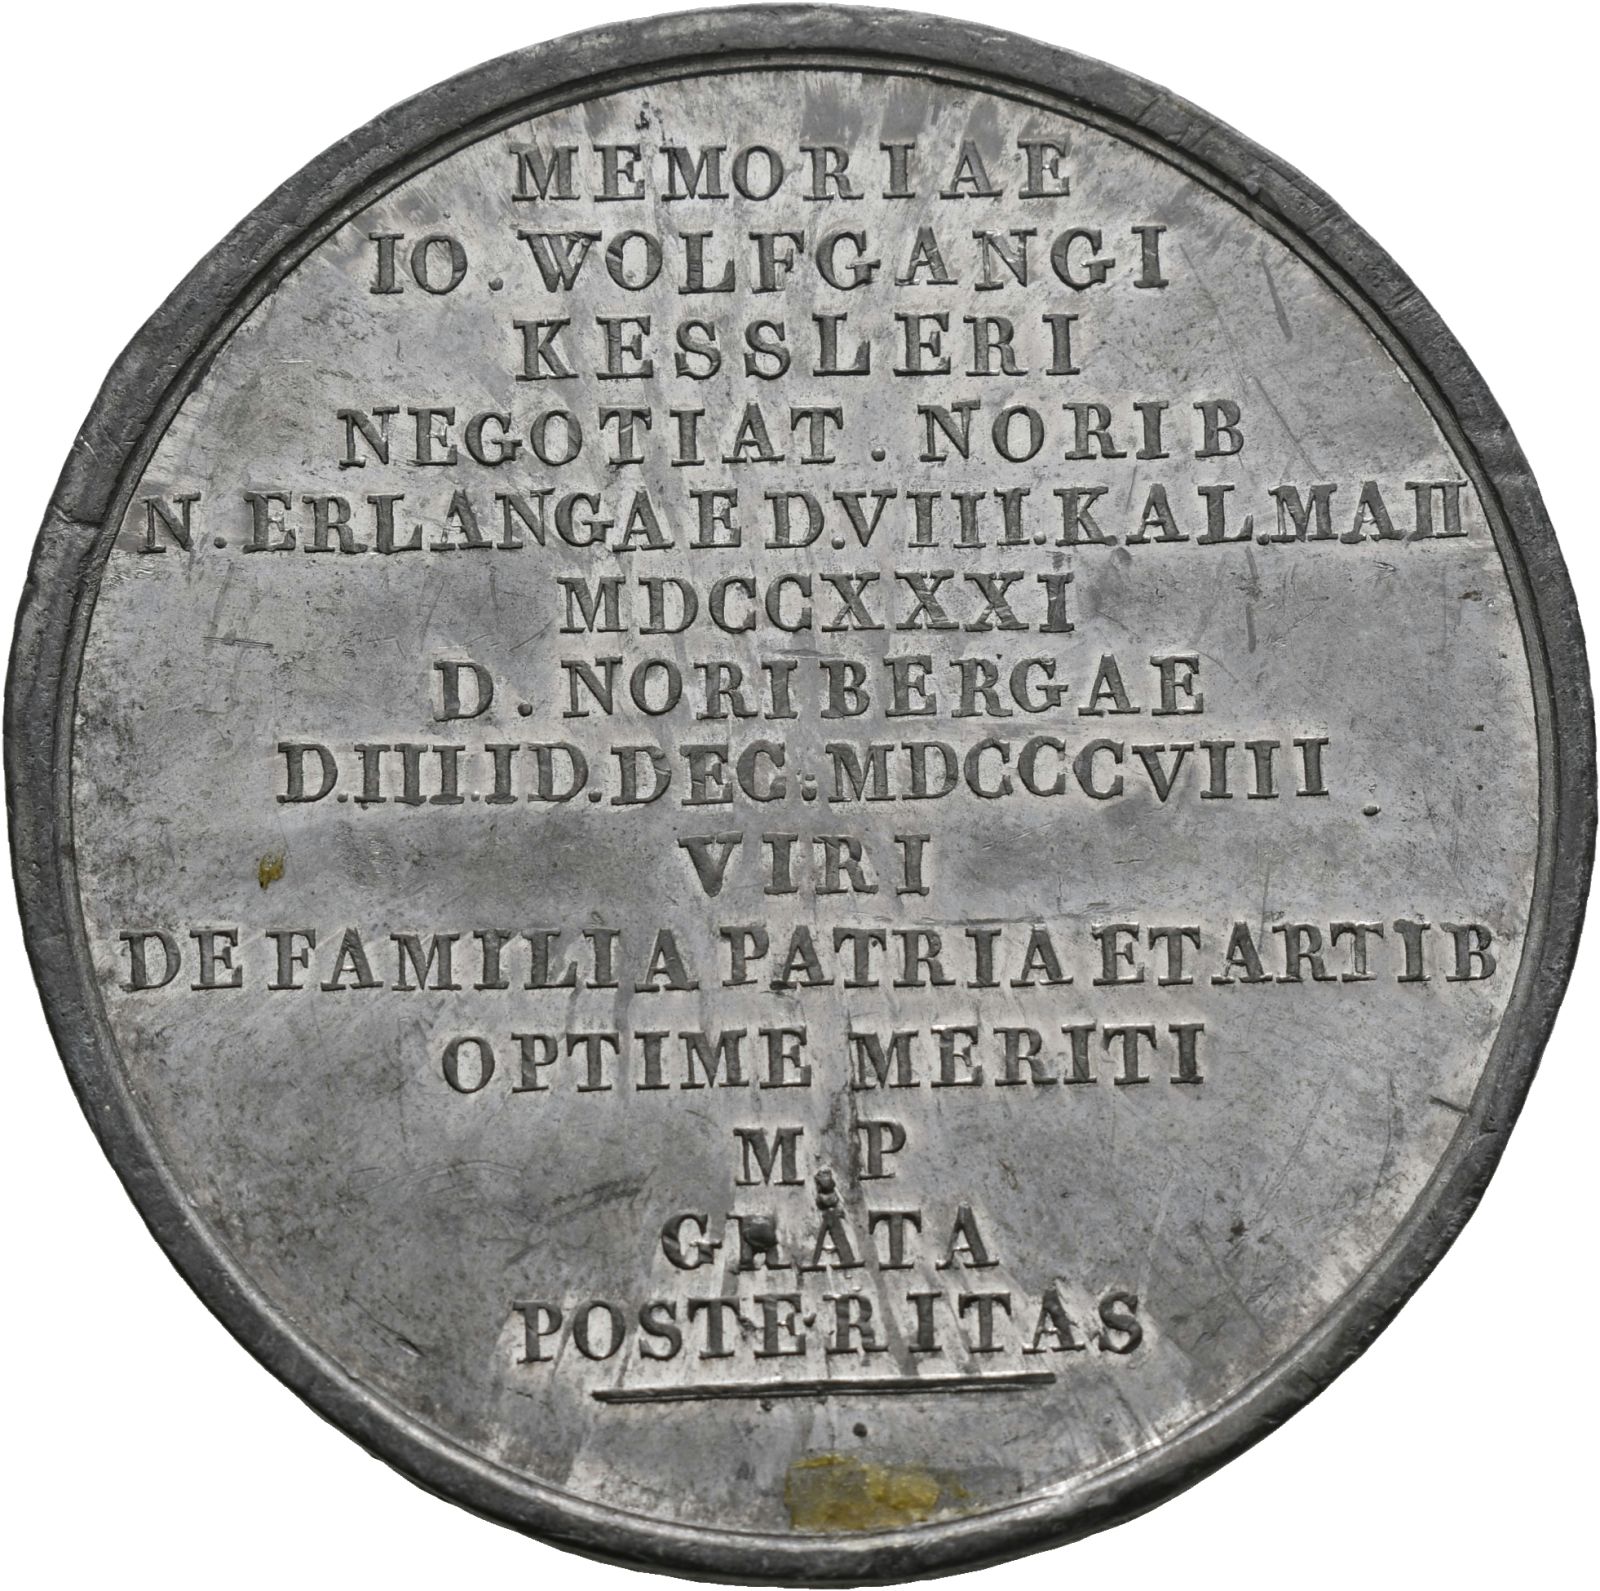 MEMORIAE
IO. WOLFGANGI
KESSLERI
NEGOTIAT. NORIB
N. ERLANGAE D.VIII.KAL.MAII
MDCCXXXI
D. NORIBERGAE
D.IIII.ID.DEC:MDCCCVIII
VIRI
DE FAMILIA PATRIA ET ARTIB
OPTIME MERITI
M.P
GRATA
POSTERITAS